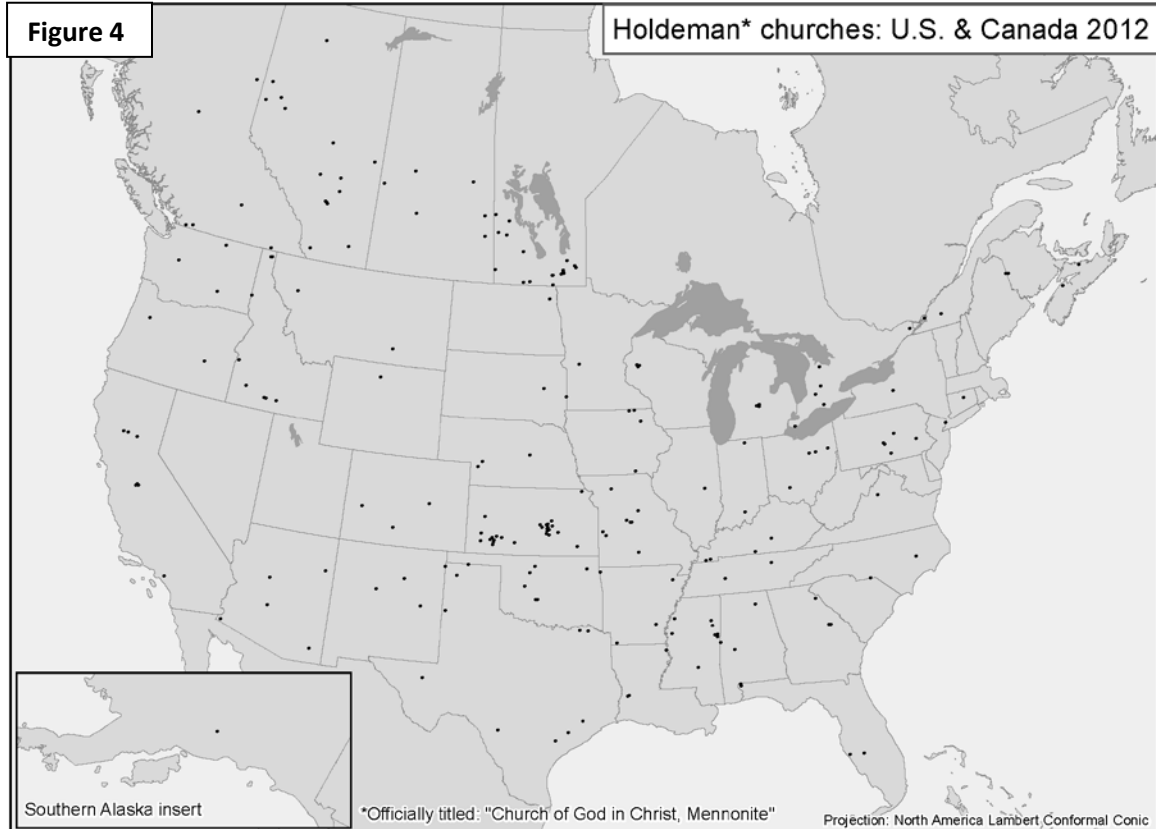 Figure 4
Holdeman* churches: U.S. & Canada 2012
Southern Alaska insert
*Officially titled: "Church of God in Christ, Mennonite"
Projection: North America Lambert Conformal Conic